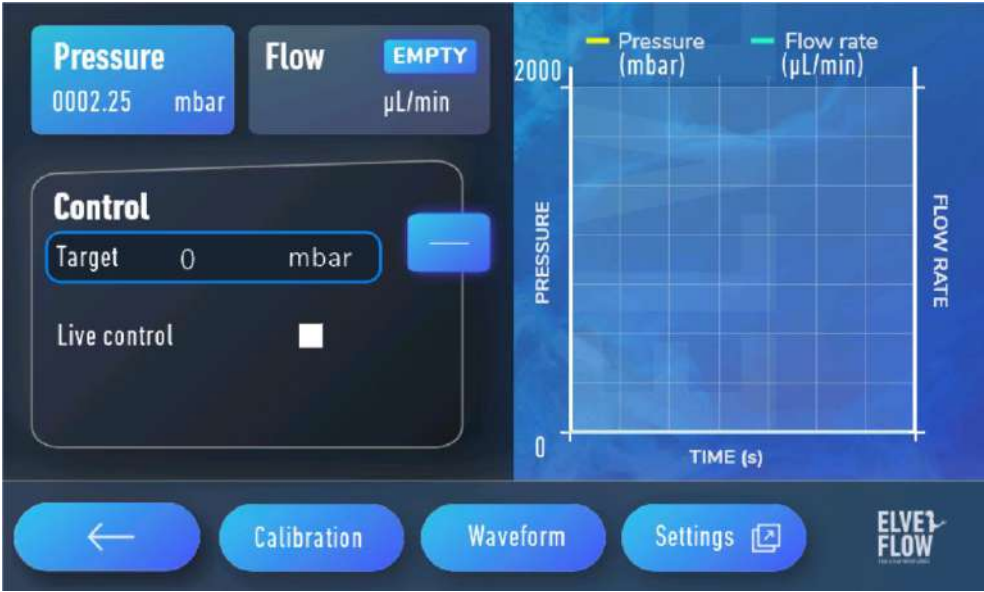 Pressure
0002.25 mbar
Flow EMPTY
µL/min
Control
Target 0 mbar
Live control
Pressure
(mbar)
Flow rate
(µL/min)
2000
PRESSURE
FLOW RATE
0
TIME (s)
Calibration
Waveform
Settings
ELVE
FLOW